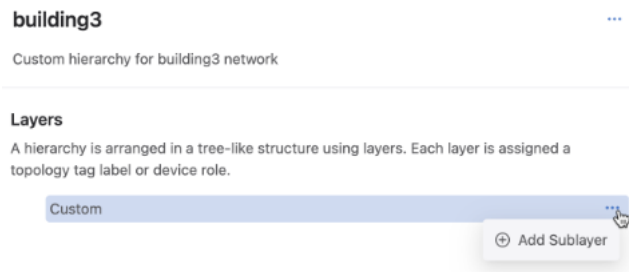 building3
Custom hierarchy for building3 network
Layers
A hierarchy is arranged in a tree-like structure using layers. Each layer is assigned a
topology tag label or device role.
Custom
Add Sublayer